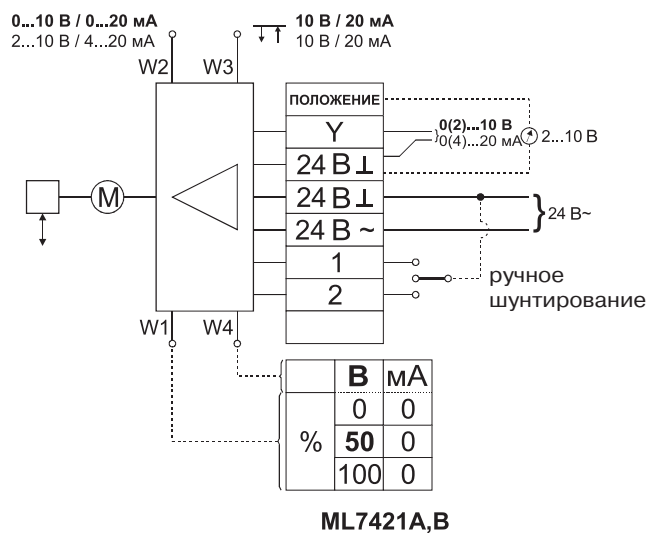 0...10 В / 0...20 мА
2...10 В / 4...20 мА
10 В / 20 мА
10 В / 20 мА
W2
W3
ПОЛОЖЕНИЕ
Y
0(2)...10 В
0(4)...20 мА
2...10 В
24 В⊥
24 В⊥
24 В ~
24 В~
M
1
2
ручное
шунтирование
W1
W4
В мА
0 0
% 50 0
100 0
ML7421A,B